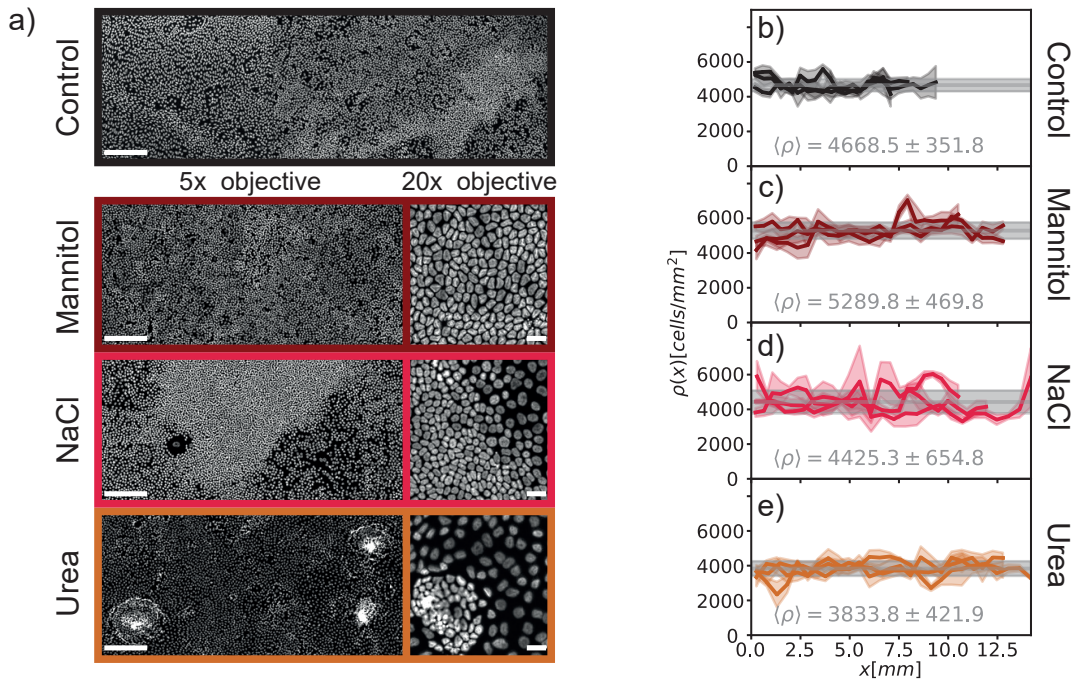 a)
Control
5x objective
20x objective
Mannitol
NaCl
Urea
b)
8000
6000
4000
2000
0
⟨ρ⟩ = 4668.5 ± 351.8
Control
c)
6000
4000
2000
0
⟨ρ⟩ = 5289.8 ± 469.8
Mannitol
ρ(x)[cells/mm²]
d)
6000
4000
2000
0
⟨ρ⟩ = 4425.3 ± 654.8
NaCl
e)
6000
4000
2000
0
⟨ρ⟩ = 3833.8 ± 421.9
Urea
0.0 2.5 5.0 7.5 10.0 12.5
x[mm]